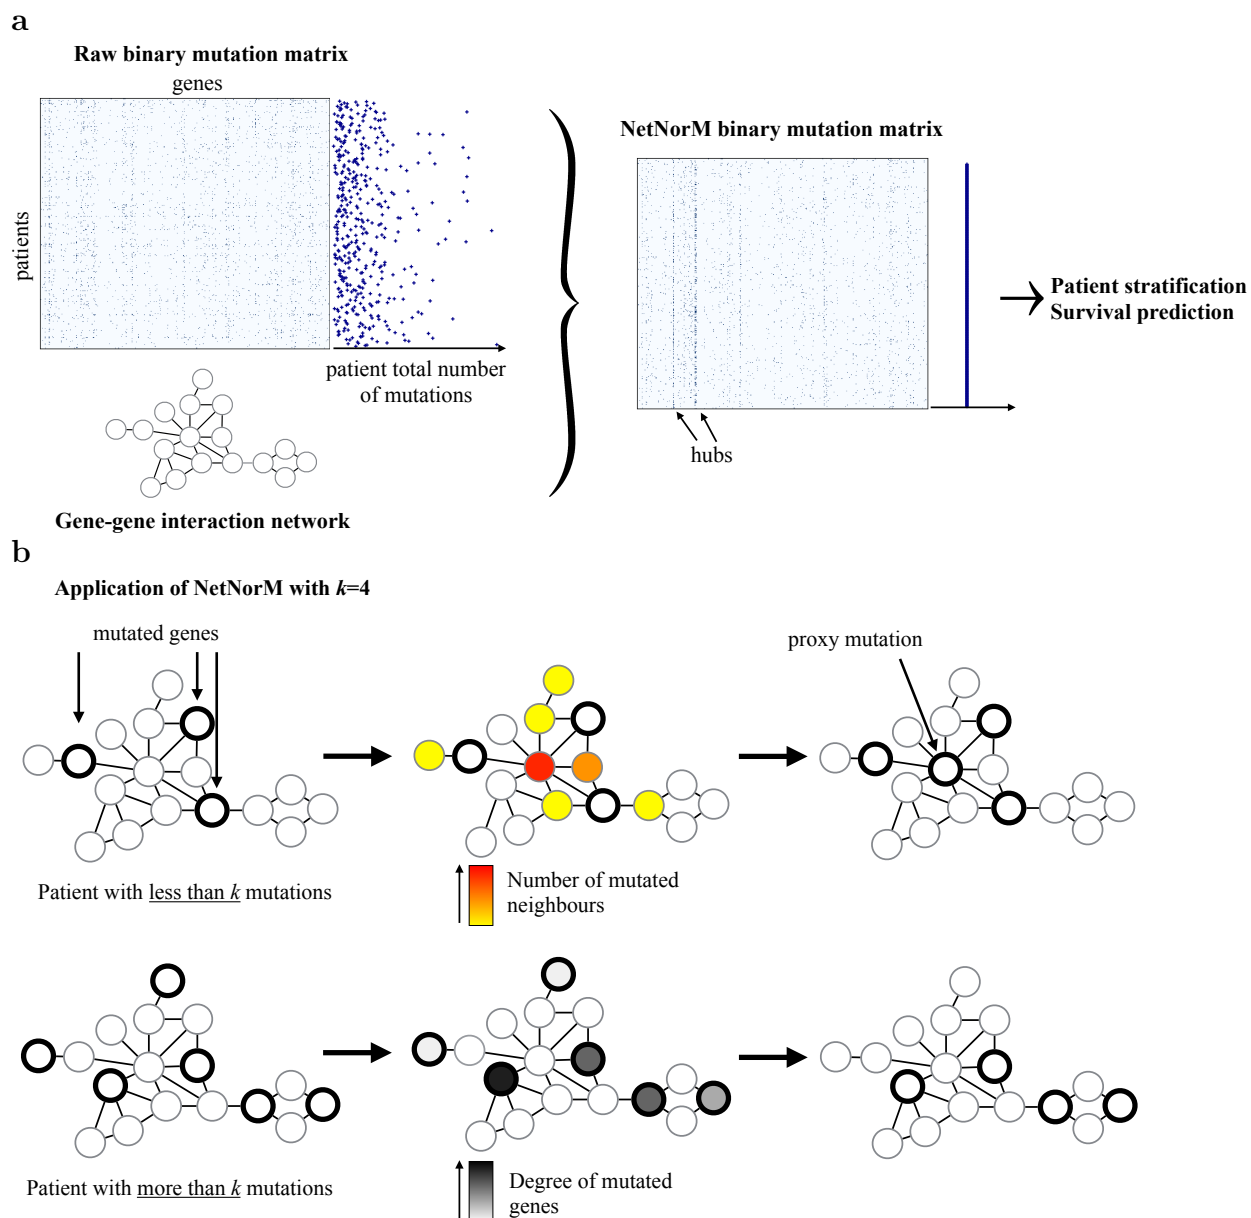 a
Raw binary mutation matrix
genes
patients
patient total number
of mutations
Gene-gene interaction network
NetNorM binary mutation matrix
hubs
Patient stratification
Survival prediction
b
Application of NetNorM with k=4
mutated genes
proxy mutation
Patient with less than k mutations
Number of mutated
neighbours
Patient with more than k mutations
Degree of mutated
genes